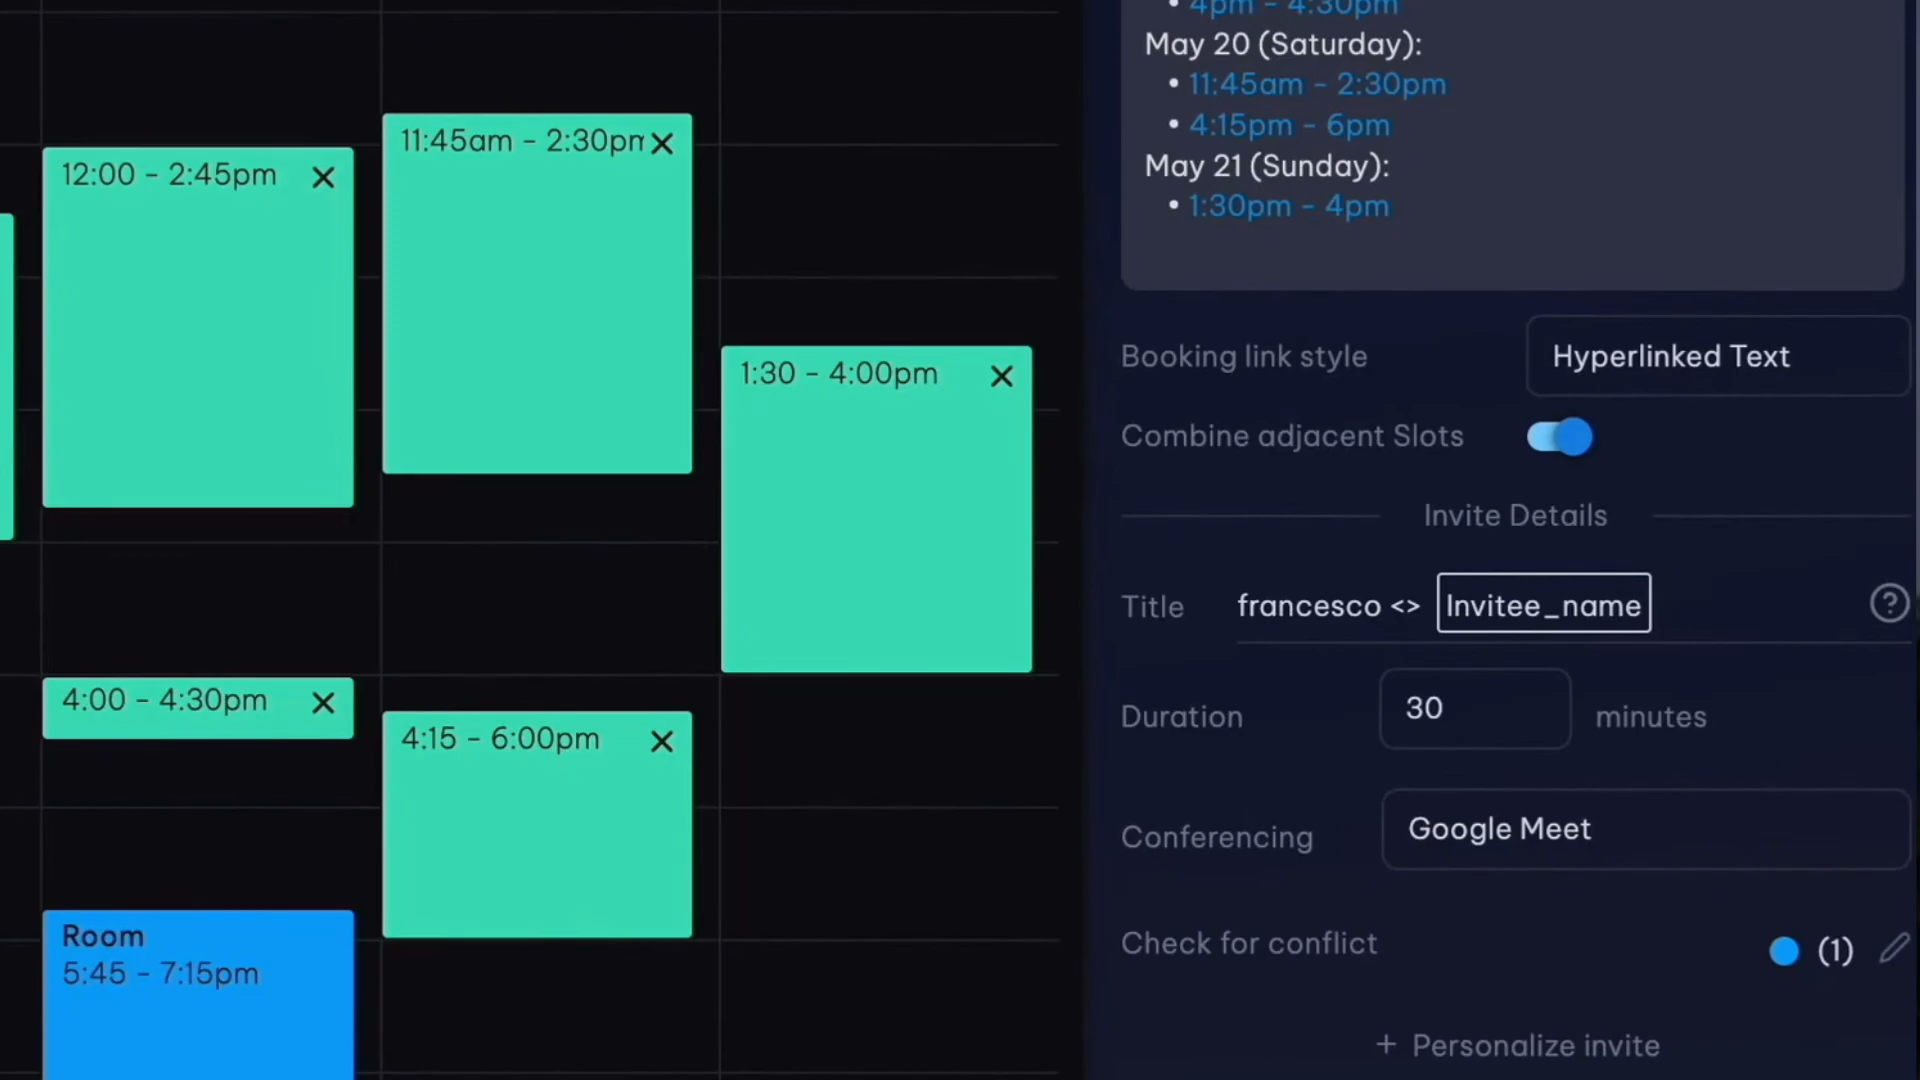 12:00 - 2:45pm
11:45am - 2:30pm
1:30 - 4:00pm
4:00 - 4:30pm
4:15 - 6:00pm
Room
5:45 - 7:15pm
• 4pm - 4:30pm
May 20 (Saturday):
• 11:45am - 2:30pm
• 4:15pm - 6pm
May 21 (Sunday):
• 1:30pm - 4pm
Booking link style Hyperlinked Text
Combine adjacent Slots
Invite Details
Title francesco <> Invitee_name
Duration 30 minutes
Conferencing Google Meet
Check for conflict (1)
+ Personalize invite